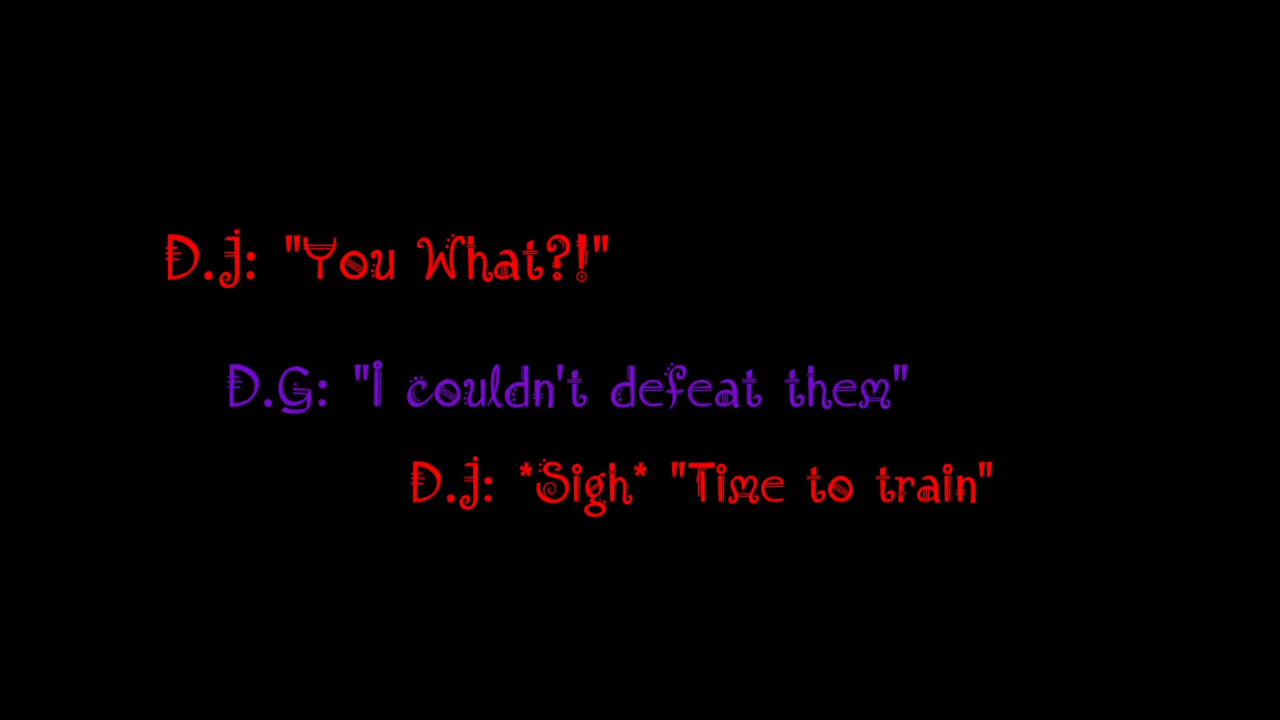 D.j: "You What?!"
D.G: "I couldn't defeat them"
D.j: *Sigh* "Time to train"